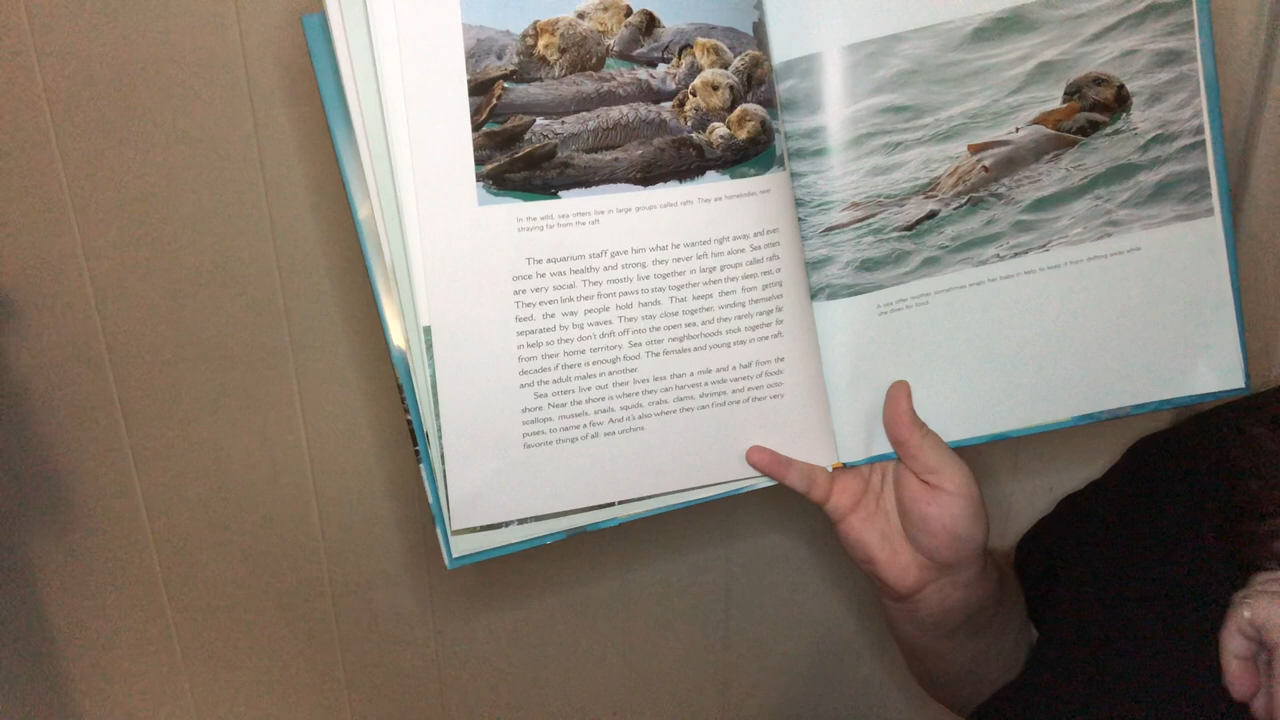 In the wild, sea otters live in large groups called rafts. They are homebodies, never
straying far from the raft.
The aquarium staff gave him what he wanted right away, and even
once he was healthy and strong, they never left him alone. Sea otters
are very social. They mostly live together in large groups called rafts.
They even link their front paws to stay together when they sleep, rest, or
feed, the way people hold hands. That keeps them from getting
separated by big waves. They stay close together, winding themselves
in kelp so they don't drift off into the open sea, and they rarely range far
from their home territory. Sea otter neighborhoods stick together for
decades if there is enough food. The females and young stay in one raft,
and the adult males in another.
Sea otters live out their lives less than a mile and a half from the
shore. Near the shore is where they can harvest a wide variety of foods:
scallops, mussels, snails, squids, crabs, clams, shrimps, and even octo-
puses, to name a few. And it's also where they can find one of their very
favorite things of all: sea urchins.
A sea otter mother sometimes wraps her baby in kelp to keep it from drifting away while
she dives for food.